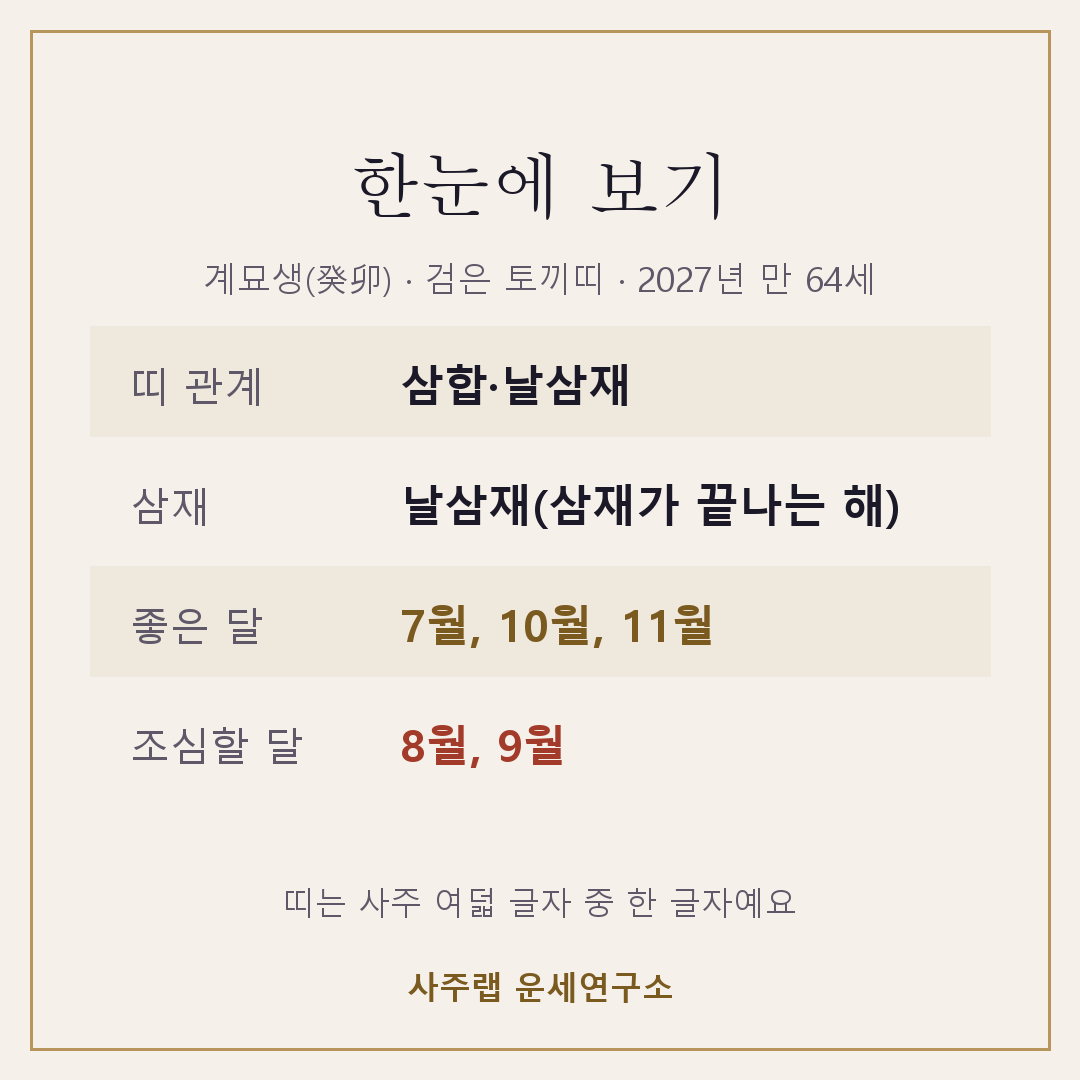 한눈에 보기
계묘생(癸卯) · 검은 토끼띠 · 2027년 만 64세
띠 관계 삼합·날삼재
삼재 날삼재(삼재가 끝나는 해)
좋은 달 7월, 10월, 11월
조심할 달 8월, 9월
띠는 사주 여덟 글자 중 한 글자예요
사주랩 운세연구소